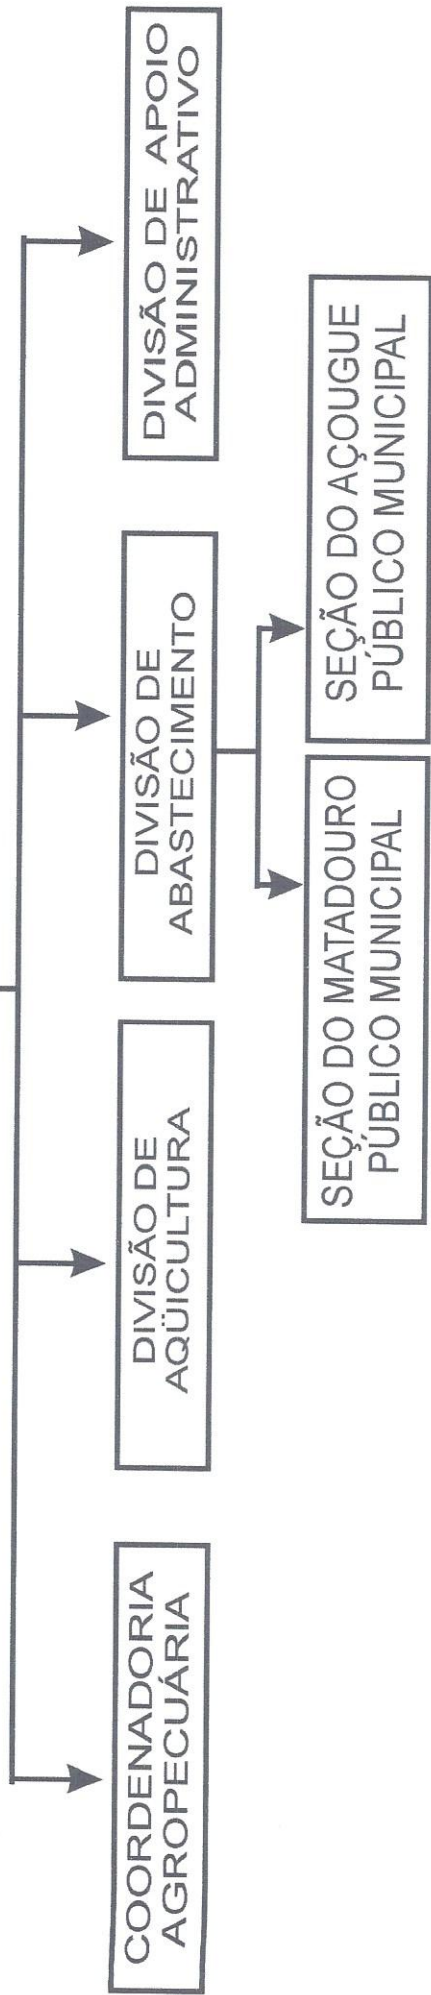 COORDENADORIA
AGROPECUÁRIA
DIVISÃO DE
AQÜICULTURA
DIVISÃO DE
ABASTECIMENTO
DIVISÃO DE APOIO
ADMINISTRATIVO
SEÇÃO DO MATADOURO
PÚBLICO MUNICIPAL
SEÇÃO DO AÇOUGUE
PÚBLICO MUNICIPAL